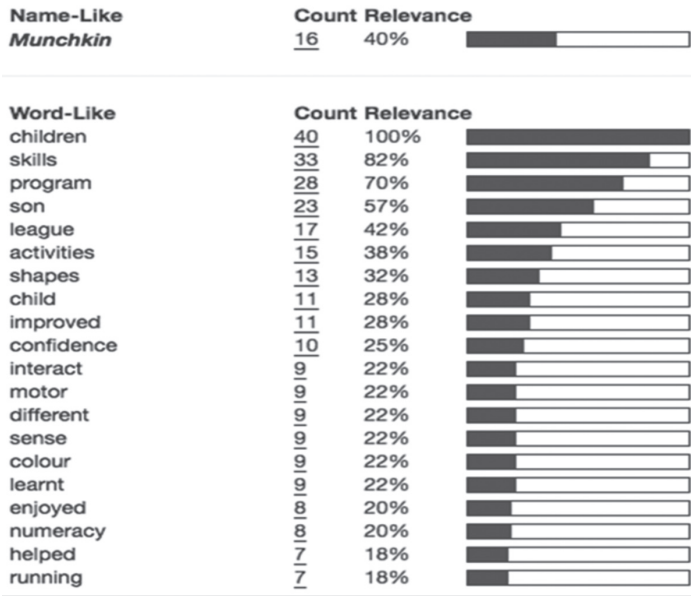 Name-Like Count Relevance
Munchkin 16 40%
Word-Like Count Relevance
children 40 100%
skills 33 82%
program 28 70%
son 23 57%
league 17 42%
activities 15 38%
shapes 13 32%
child 11 28%
improved 11 28%
confidence 10 25%
interact 9 22%
motor 9 22%
different 9 22%
sense 9 22%
colour 9 22%
learnt 9 22%
enjoyed 8 20%
numeracy 8 20%
helped 7 18%
running 7 18%